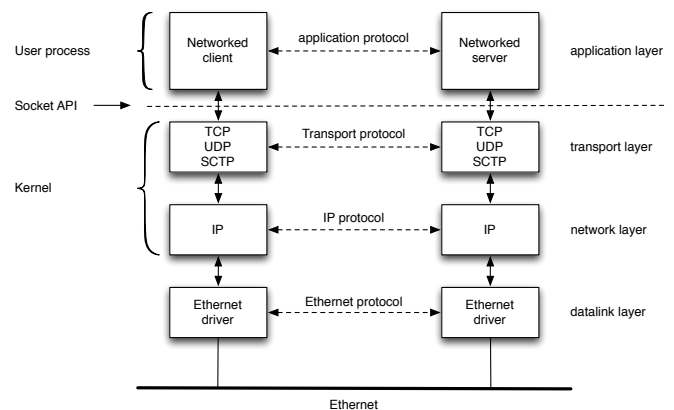 User process
Networked
client
application protocol
Networked
server
application layer
Socket API
Kernel
TCP
UDP
SCTP
Transport protocol
TCP
UDP
SCTP
transport layer
IP
IP protocol
IP
network layer
Ethernet
driver
Ethernet protocol
Ethernet
driver
datalink layer
Ethernet